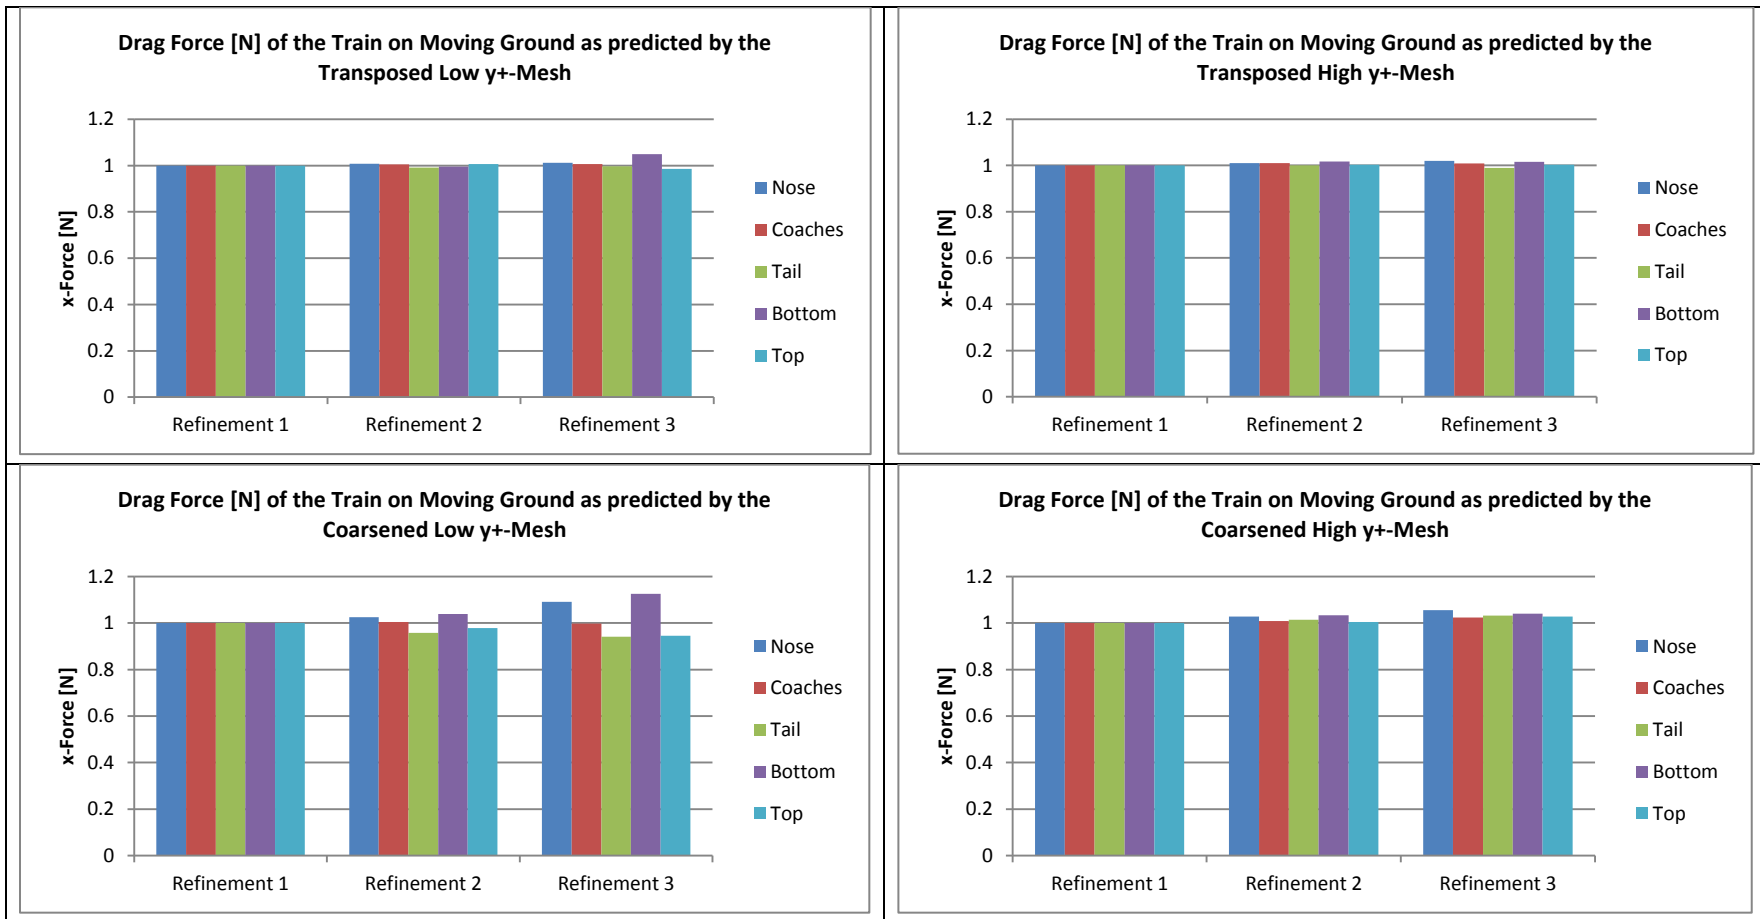 Drag Force [N] of the Train on Moving Ground as predicted by the
Transposed Low y+-Mesh
1.2
1
0.8
0.6
0.4
0.2
0
x-Force [N]
Refinement 1
Refinement 2
Refinement 3
Nose
Coaches
Tail
Bottom
Top
Drag Force [N] of the Train on Moving Ground as predicted by the
Transposed High y+-Mesh
1.2
1
0.8
0.6
0.4
0.2
0
x-Force [N]
Refinement 1
Refinement 2
Refinement 3
Nose
Coaches
Tail
Bottom
Top
Drag Force [N] of the Train on Moving Ground as predicted by the
Coarsened Low y+-Mesh
1.2
1
0.8
0.6
0.4
0.2
0
x-Force [N]
Refinement 1
Refinement 2
Refinement 3
Nose
Coaches
Tail
Bottom
Top
Drag Force [N] of the Train on Moving Ground as predicted by the
Coarsened High y+-Mesh
1.2
1
0.8
0.6
0.4
0.2
0
x-Force [N]
Refinement 1
Refinement 2
Refinement 3
Nose
Coaches
Tail
Bottom
Top